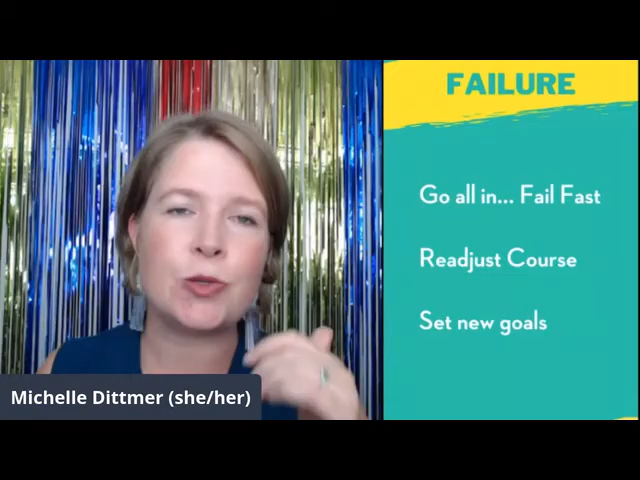 FAILURE
Go all in... Fail Fast
Readjust Course
Set new goals
Michelle Dittmer (she/her)